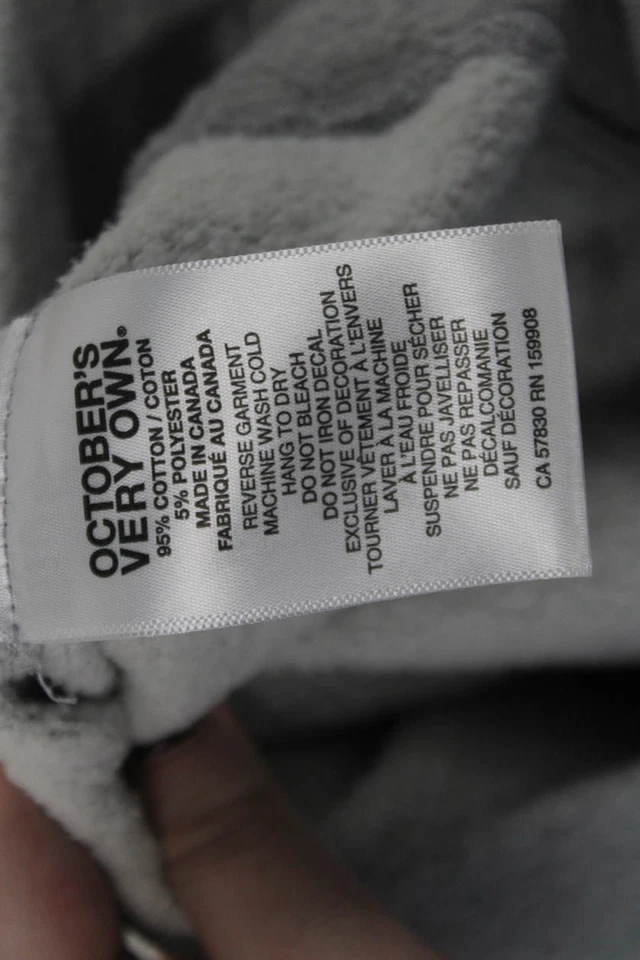 OCTOBER'S
VERY OWN®
95% COTTON / COTON
5% POLYESTER
MADE IN CANADA
FABRIQUÉ AU CANADA
REVERSE GARMENT
MACHINE WASH COLD
HANG TO DRY
DO NOT BLEACH
DO NOT IRON DECAL
EXCLUSIVE OF DECORATION
TOURNER VÊTEMENT À L'ENVERS
LAVER À LA MACHINE
À L'EAU FROIDE
SUSPENDRE POUR SÉCHER
NE PAS JAVELLISER
NE PAS REPASSER
DÉCALCOMANIE
SAUF DÉCORATION
CA 57830 RN 159908